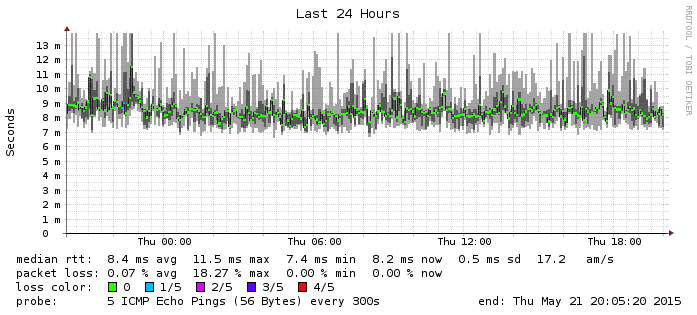 Last 24 Hours
RRDTOOL / TOBI OETIKER
Seconds
13 m
12 m
11 m
10 m
9 m
8 m
7 m
6 m
5 m
4 m
3 m
2 m
1 m
0
Thu 00:00 Thu 06:00 Thu 12:00 Thu 18:00
median rtt: 8.4 ms avg 11.5 ms max 7.4 ms min 8.2 ms now 0.5 ms sd 17.2 am/s
packet loss: 0.07 % avg 18.27 % max 0.00 % min 0.00 % now
loss color: 0 1/5 2/5 3/5 4/5
probe: 5 ICMP Echo Pings (56 Bytes) every 300s end: Thu May 21 20:05:20 2015